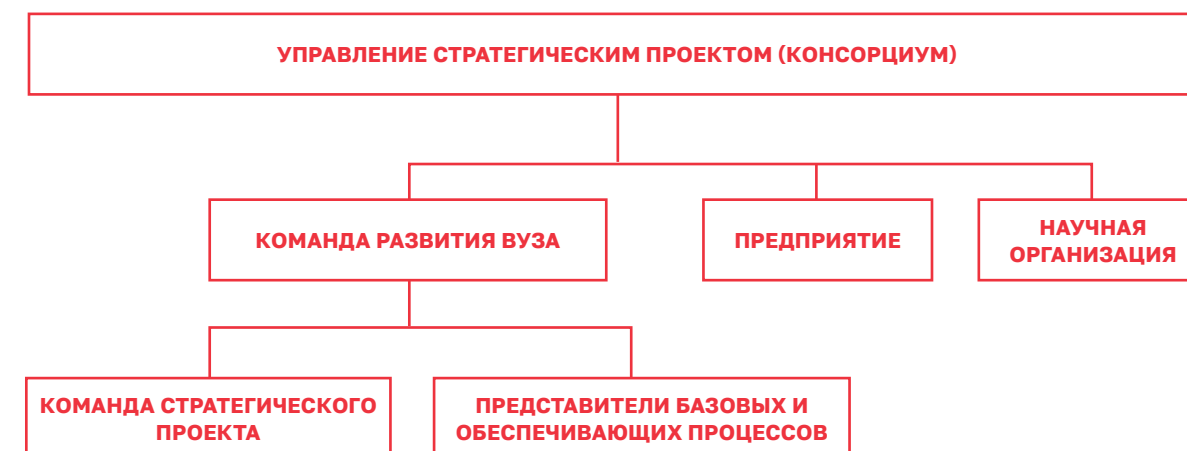 УПРАВЛЕНИЕ СТРАТЕГИЧЕСКИМ ПРОЕКТОМ (КОНСОРЦИУМ)
КОМАНДА РАЗВИТИЯ ВУЗА
ПРЕДПРИЯТИЕ
НАУЧНАЯ
ОРГАНИЗАЦИЯ
КОМАНДА СТРАТЕГИЧЕСКОГО
ПРОЕКТА
ПРЕДСТАВИТЕЛИ БАЗОВЫХ И
ОБЕСПЕЧИВАЮЩИХ ПРОЦЕССОВ